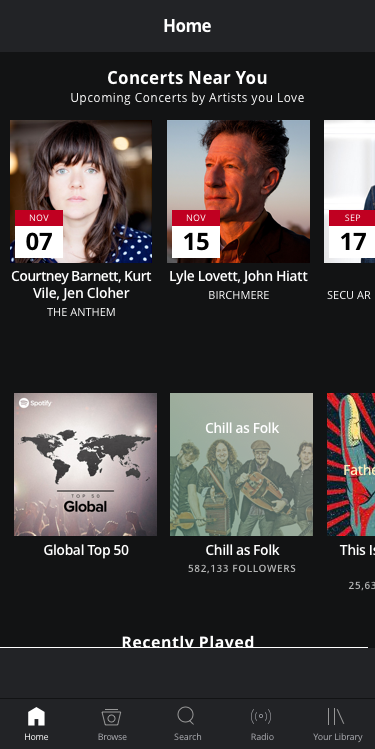 Home
Concerts Near You
Upcoming Concerts by Artists you Love
NOV
07
NOV
15
SEP
17
Courtney Barnett, Kurt
Vile, Jen Cloher
THE ANTHEM
Lyle Lovett, John Hiatt
BIRCHMERE
SECU AR
Spotify
TOP 50
Global
Chill as Folk
Fathe
Global Top 50
Chill as Folk
582,133 FOLLOWERS
This Is
25,63
Recently Played
Home
Browse
Search
Radio
Your Library